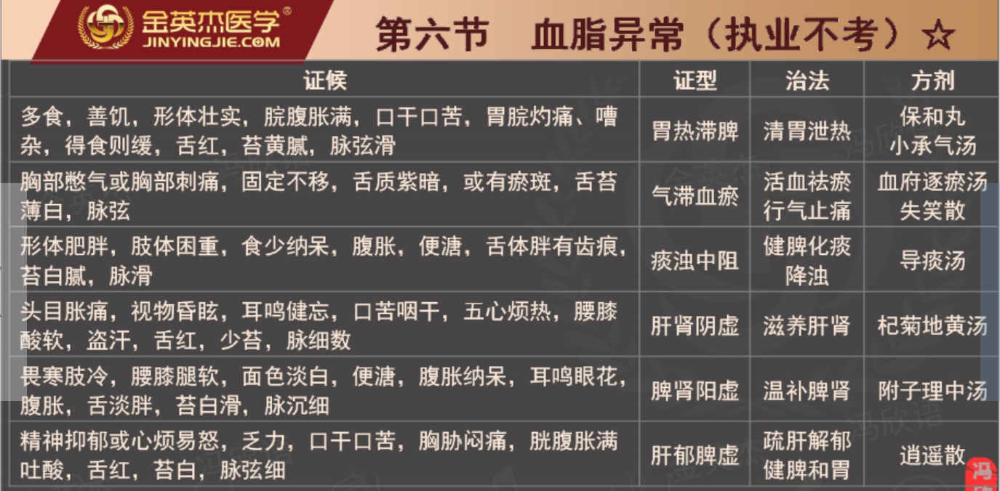 金英杰医学®
JINYINGJIE.COM
第六节 血脂异常（执业不考）☆
证候 证型 治法 方剂
多食，善饥，形体壮实，脘腹胀满，口干口苦，胃脘灼痛、嘈
杂，得食则缓，舌红，苔黄腻，脉弦滑
胃热滞脾
清胃泄热
保和丸
小承气汤
胸部憋气或胸部刺痛，固定不移，舌质紫暗，或有瘀斑，舌苔
薄白，脉弦
气滞血瘀
活血祛瘀
行气止痛
血府逐瘀汤
失笑散
形体肥胖，肢体困重，食少纳呆，腹胀，便溏，舌体胖有齿痕，
苔白腻，脉滑
痰浊中阻
健脾化痰
降浊
导痰汤
头目胀痛，视物昏眩，耳鸣健忘，口苦咽干，五心烦热，腰膝
酸软，盗汗，舌红，少苔，脉细数
肝肾阴虚
滋养肝肾
杞菊地黄汤
畏寒肢冷，腰膝腿软，面色淡白，便溏，腹胀纳呆，耳鸣眼花，
腹胀，舌淡胖，苔白滑，脉沉细
脾肾阳虚
温补脾肾
附子理中汤
精神抑郁或心烦易怒，乏力，口干口苦，胸胁闷痛，胱腹胀满
吐酸，舌红，苔白，脉弦细
肝郁脾虚
疏肝解郁
健脾和胃
逍遥散
冯欣语
冯